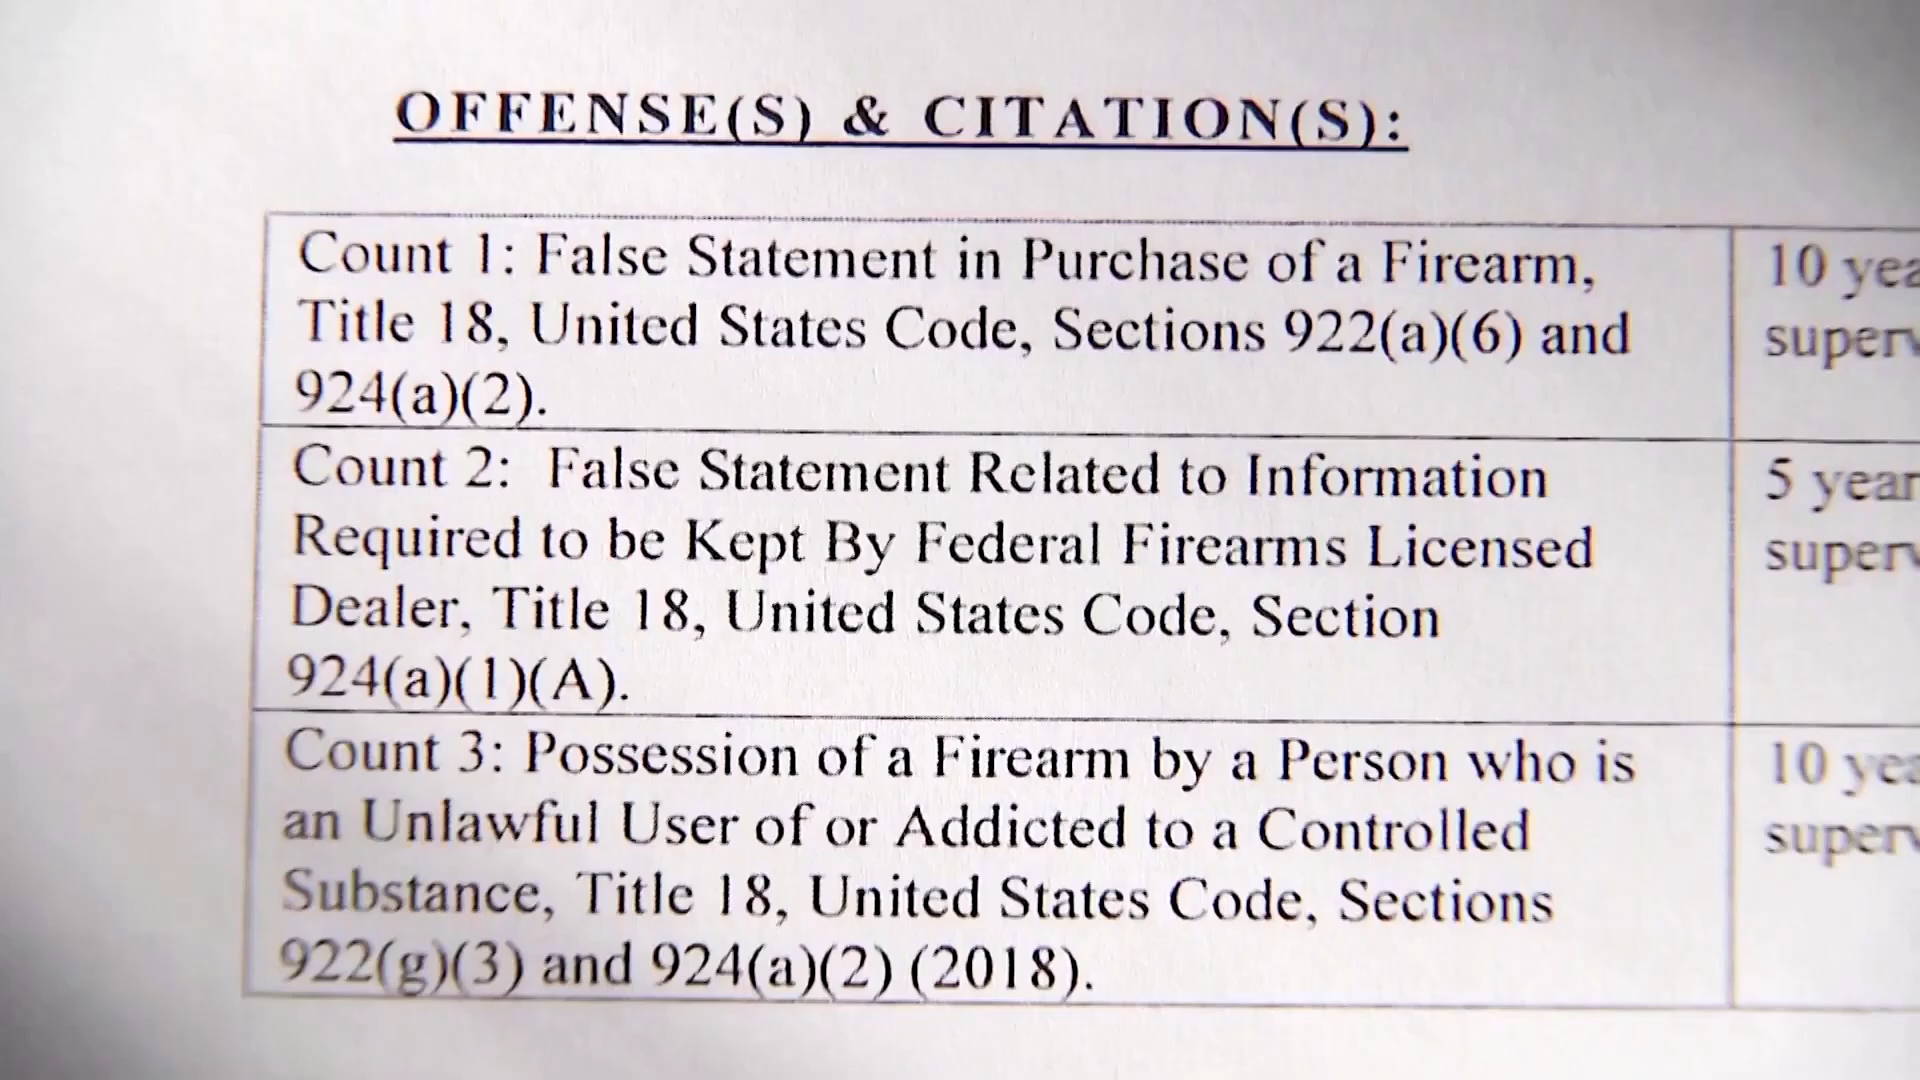 OFFENSE(S) & CITATION(S):
Count 1: False Statement in Purchase of a Firearm,
Title 18, United States Code, Sections 922(a)(6) and
924(a)(2).
10
Count 2:  False Statement Related to Information
Required to be Kept By Federal Firearms Licensed
Dealer, Title 18, United States Code, Section
924(a)(1)(A).
5
Count 3: Possession of a Firearm by a Person who is
an Unlawful User of or Addicted to a Controlled
Substance, Title 18, United States Code, Sections
922(g)(3) and 924(a)(2) (2018).
10